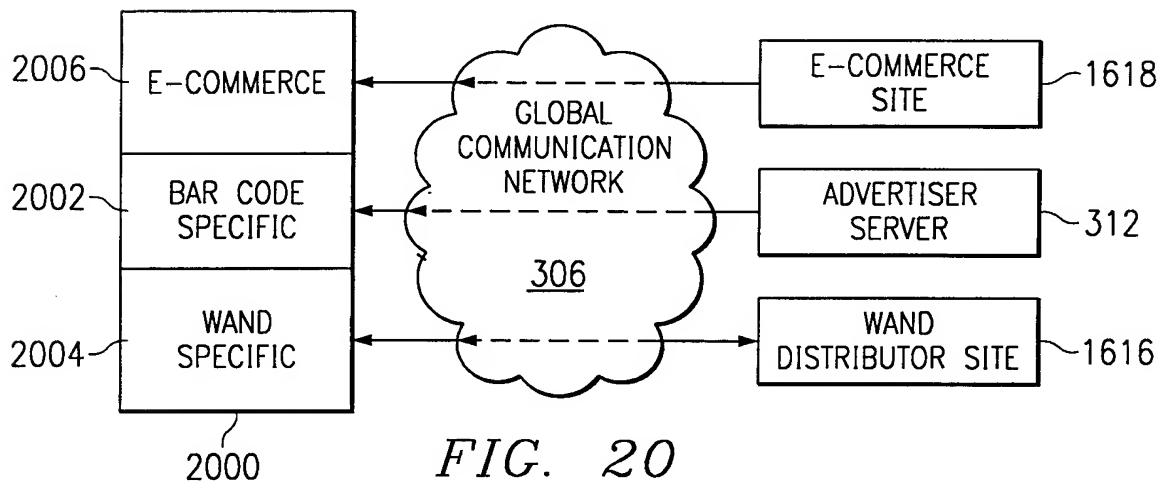 2006
E-COMMERCE
GLOBAL
COMMUNICATION
NETWORK
E-COMMERCE
SITE
1618
2002
BAR CODE
SPECIFIC
ADVERTISER
SERVER
312
306
2004
WAND
SPECIFIC
WAND
DISTRIBUTOR SITE
1616
2000
FIG. 20